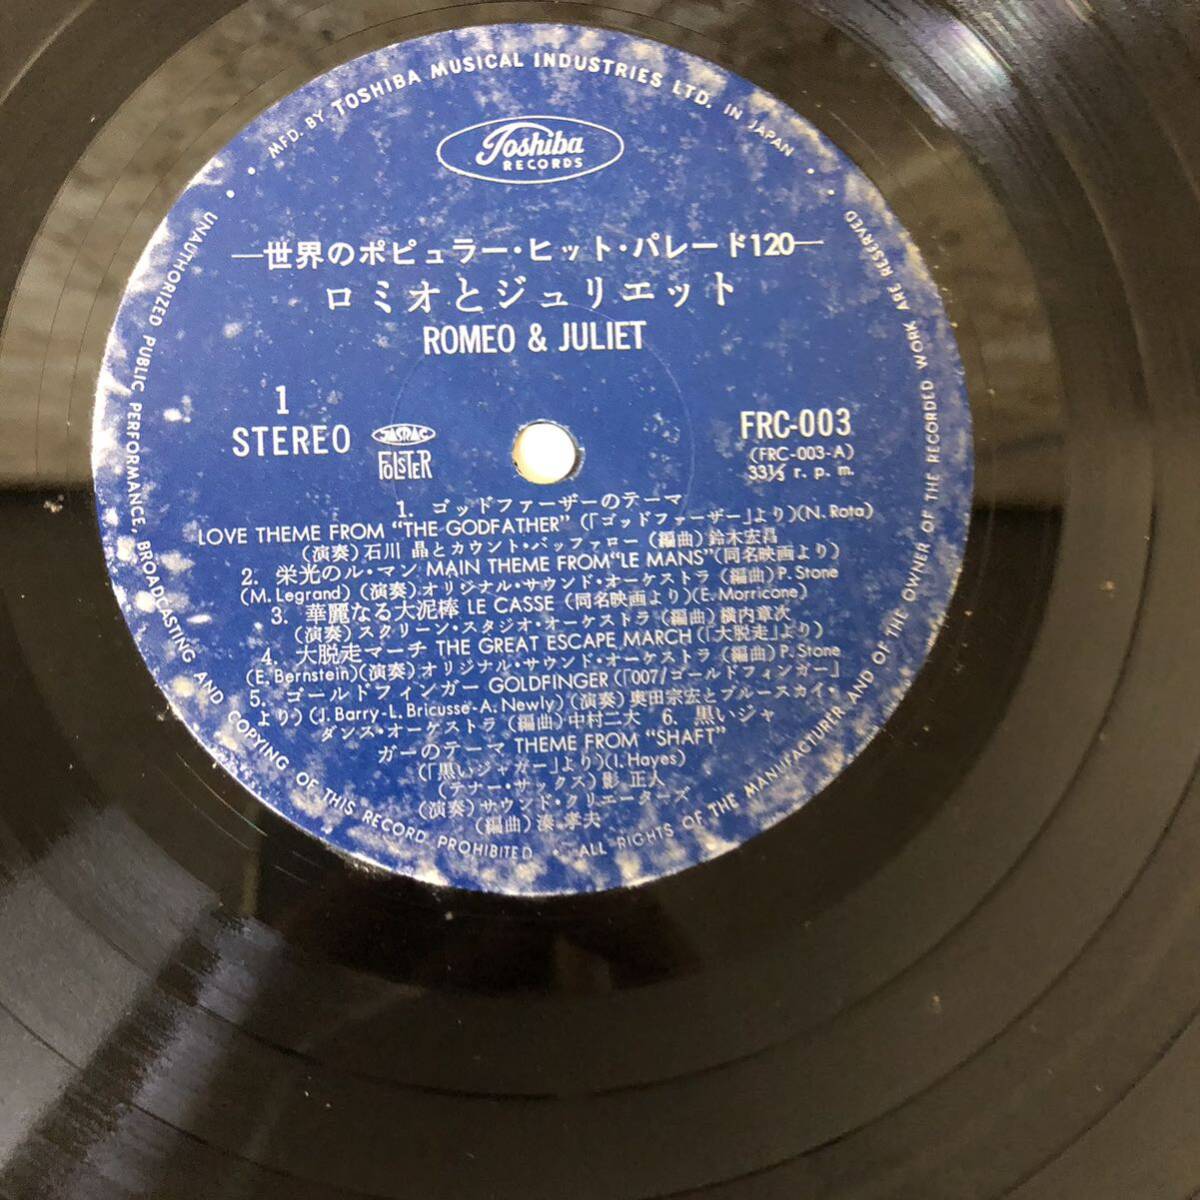 MFD. BY TOSHIBA MUSICAL INDUSTRIES LTD. IN JAPAN
Toshiba
RECORDS
—世界のポピュラー・ヒット・パレード120—
ロミオとジュリエット
ROMEO & JULIET
1
STEREO
JASRAC
FOLSTER
FRC-003
(FRC-003-A)
33⅓ r. p. m.
1. ゴッドファーザーのテーマ
LOVE THEME FROM "THE GODFATHER" (「ゴッドファーザー」より)(N. Rota)
(演奏) 石川 晶とカウント・バッファロー (編曲) 鈴木宏昌
2. 栄光のル・マン MAIN THEME FROM "LE MANS" (同名映画より)
(M. Legrand) (演奏) オリジナル・サウンド・オーケストラ (編曲) P. Stone
3. 華麗なる大泥棒 LE CASSE (同名映画より)(E. Morricone)
(演奏) スクリーン・スタジオ・オーケストラ (編曲) 横内章次
4. 大脱走マーチ THE GREAT ESCAPE MARCH (「大脱走」より)
(E. Bernstein)(演奏) オリジナル・サウンド・オーケストラ (編曲) P. Stone
5. ゴールドフィンガー GOLDFINGER (「007/ゴールドフィンガー」
より) (J. Barry-L. Bricusse-A. Newly) (演奏) 奥田宗宏とブルースカイ・
ダンス・オーケストラ (編曲) 中村二大 6. 黒いジャ
ガーのテーマ THEME FROM "SHAFT"
(「黒いジャガー」より)(I. Hayes)
(テナー・サックス) 影 正人
(演奏) サウンド・クリエーターズ
(編曲) 湊 孝夫
UNAUTHORIZED PUBLIC PERFORMANCE, BROADCASTING AND COPYING OF THIS RECORD PROHIBITED • ALL RIGHTS OF THE MANUFACTURER AND OF THE OWNER OF THE RECORDED WORK ARE RESERVED